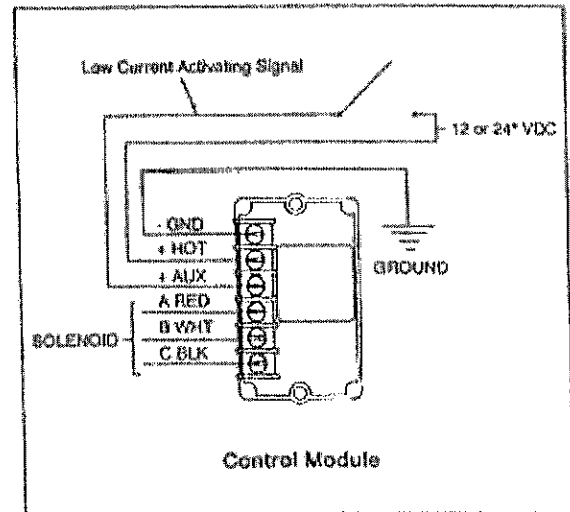 Low Current Activating Signal
12 or 24* VDC
- GND
+ HOT
+ AUX
A RED
B WHT
C BLK
SOLENOID
GROUND
Control Module